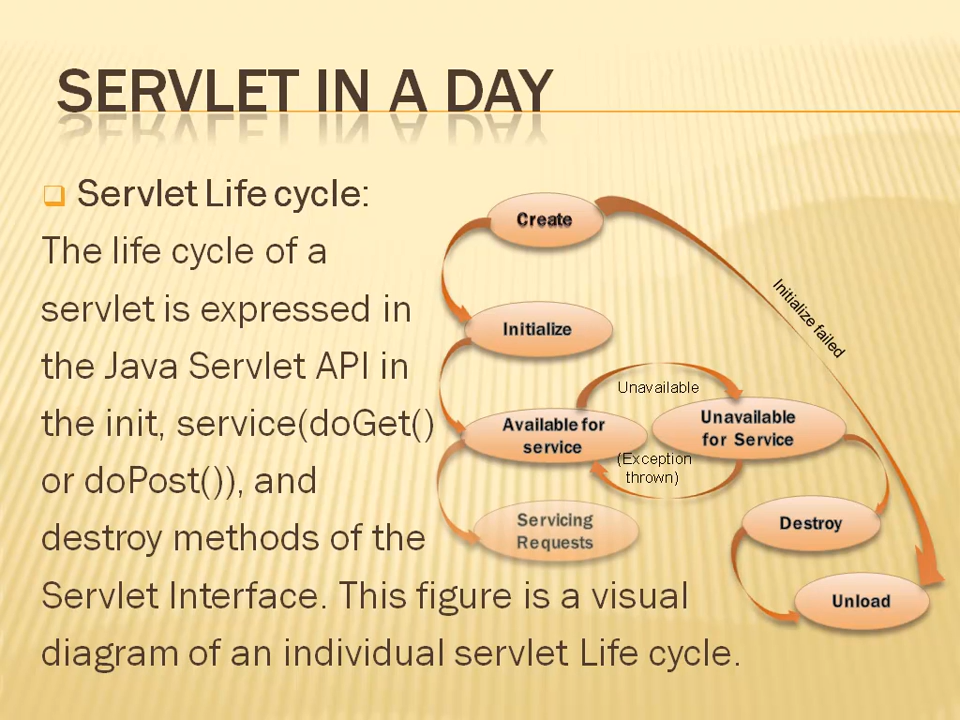 SERVLET IN A DAY
Servlet Life cycle:
The life cycle of a
servlet is expressed in
the Java Servlet API in
the init, service(doGet()
or doPost()), and
destroy methods of the
Servlet Interface. This figure is a visual
diagram of an individual servlet Life cycle.
Create
Initialize failed
Initialize
Unavailable
Available for
service
Unavailable
for Service
(Exception
thrown)
Servicing
Requests
Destroy
Unload